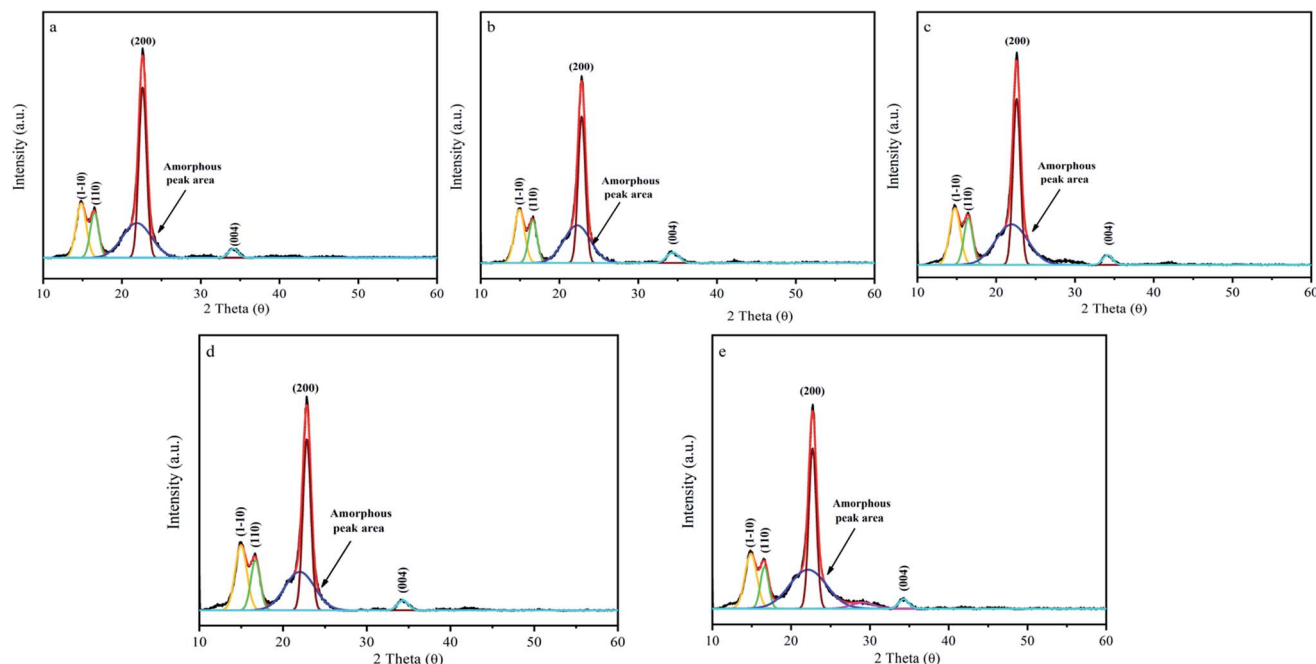 a
(200)
(1-10)
(110)
Amorphous
peak area
(004)
Intensity (a.u.)
10 20 30 40 50 60
2 Theta (θ)
b
(200)
(1-10)
(110)
Amorphous
peak area
(004)
Intensity (a.u.)
10 20 30 40 50 60
2 Theta (θ)
c
(200)
(1-10)
(110)
Amorphous
peak area
(004)
Intensity (a.u.)
10 20 30 40 50 60
2 Theta (θ)
d
(200)
(1-10)
(110)
Amorphous
peak area
(004)
Intensity (a.u.)
10 20 30 40 50 60
2 Theta (θ)
e
(200)
(1-10)
(110)
Amorphous
peak area
(004)
Intensity (a.u.)
10 20 30 40 50 60
2 Theta (θ)